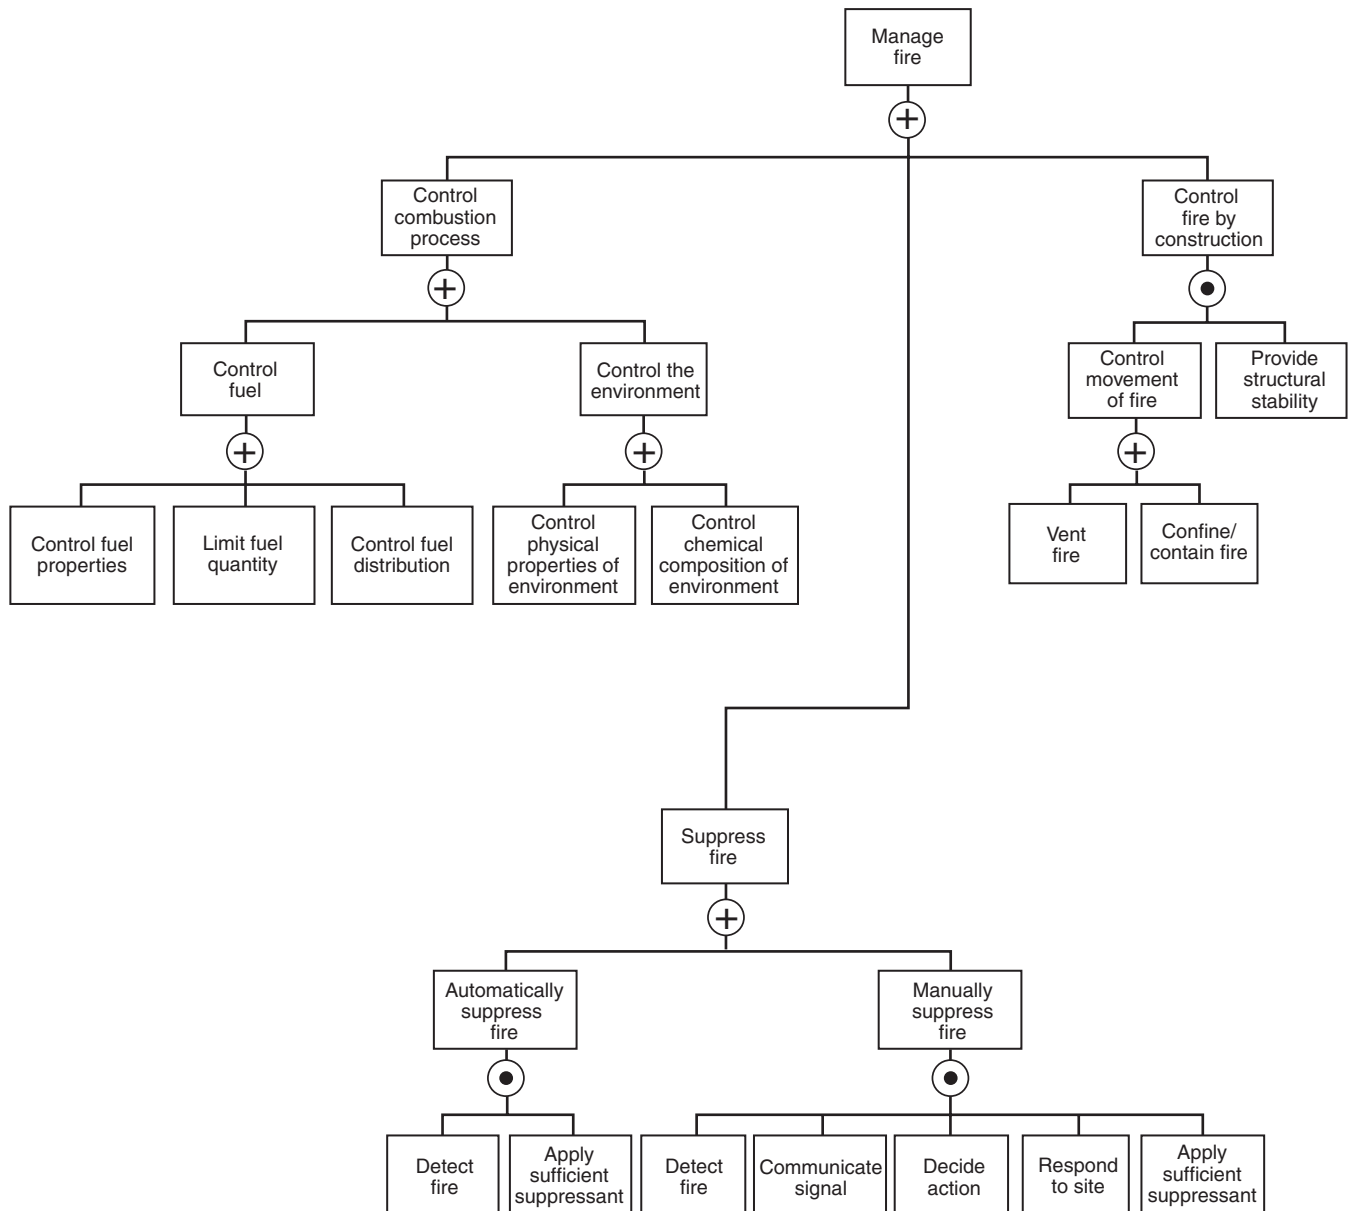 Manage
fire
Control
combustion
process
Control
fire by
construction
Control
fuel
Control the
environment
Control
movement
of fire
Provide
structural
stability
Control fuel
properties
Limit fuel
quantity
Control fuel
distribution
Control
physical
properties of
environment
Control
chemical
composition of
environment
Vent
fire
Confine/
contain fire
Suppress
fire
Automatically
suppress
fire
Manually
suppress
fire
Detect
fire
Apply
sufficient
suppressant
Detect
fire
Communicate
signal
Decide
action
Respond
to site
Apply
sufficient
suppressant